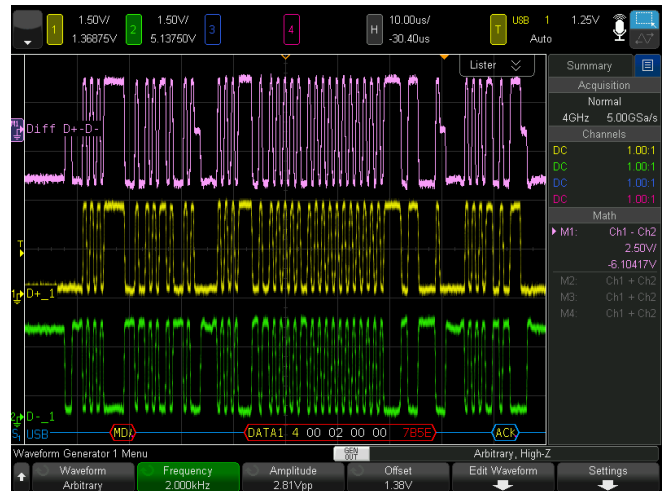 1 1.50V/ 1.36875V 2 1.50V/ 5.13750V 3 4 H 10.00us/ -30.40us T USB 1 1.25V Auto
Lister
Summary
Acquisition
Normal
4GHz 5.00GSa/s
Channels
DC 1.00:1
DC 1.00:1
DC 1.00:1
DC 1.00:1
Math
M1: Ch1 - Ch2
2.50V/
-6.10417V
M2: Ch1 + Ch2
M3: Ch1 + Ch2
M4: Ch1 + Ch2
Diff D+-D-
T
D+_1
D-_1
S1 USB
DATA1 4 00 02 00 00 7B5E
ACK
Waveform Generator 1 Menu
GEN OUT
Arbitrary, High-Z
Waveform
Arbitrary
Frequency
2.000kHz
Amplitude
2.81Vpp
Offset
1.38V
Edit Waveform
Settings